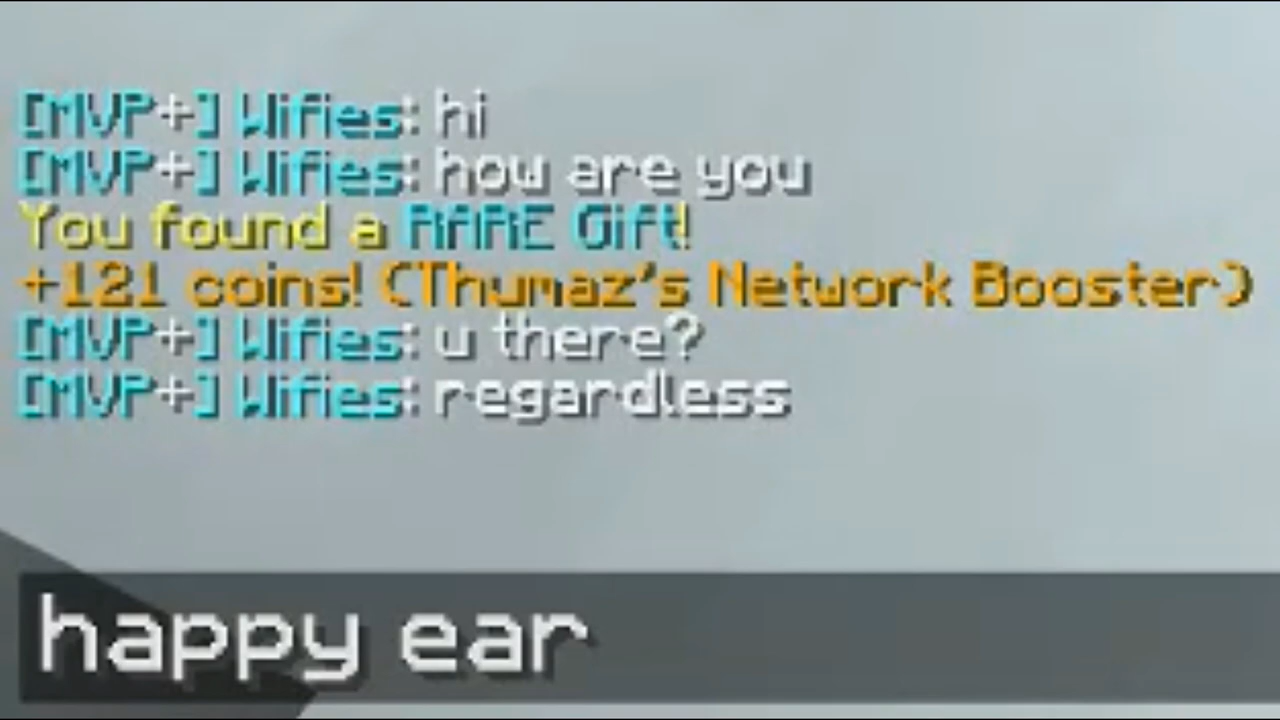 [MVP+] Wifies: hi
[MVP+] Wifies: how are you
You found a RARE Gift!
+121 coins! (Thumaz's Network Booster)
[MVP+] Wifies: u there?
[MVP+] Wifies: regardless
happy ear